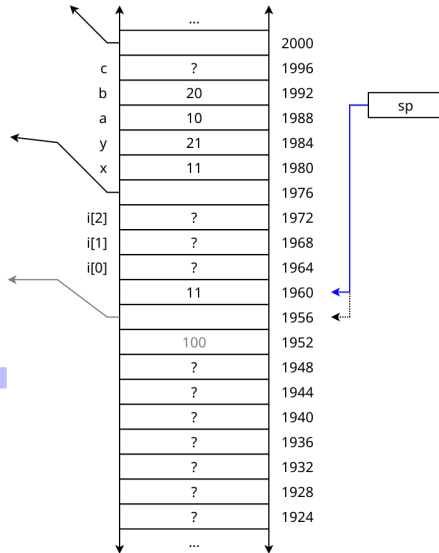 ...
2000
c ? 1996
b 20 1992
a 10 1988
sp
y 21 1984
x 11 1980
1976
i[2] ? 1972
i[1] ? 1968
i[0] ? 1964
11 1960
1956
100 1952
? 1948
? 1944
? 1940
? 1936
? 1932
? 1928
? 1924
...